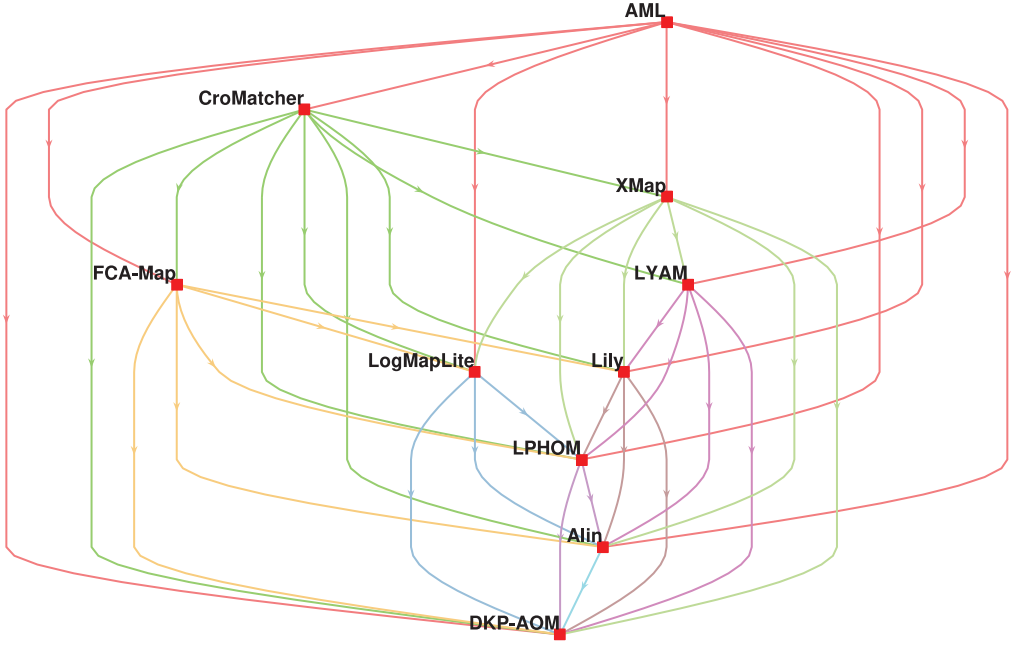 AML
CroMatcher
XMap
FCA-Map
LYAM
LogMapLite
Lily
LPHOM
Alin
DKP-AOM